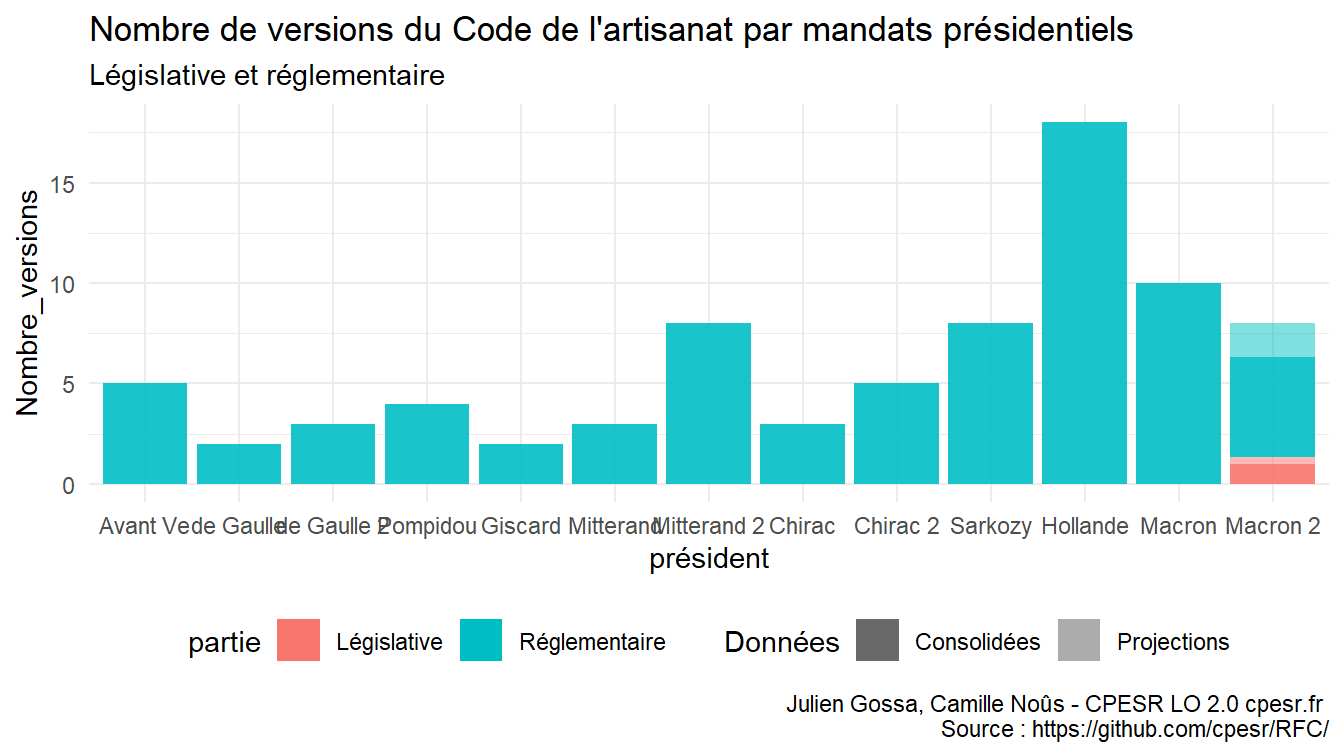 Nombre de versions du Code de l'artisanat par mandats présidentiels
Législative et réglementaire
Nombre_versions
15
10
5
0
Avant Ve de Gaulle de Gaulle 2 Pompidou Giscard Mitterand Mitterand 2 Chirac Chirac 2 Sarkozy Hollande Macron Macron 2
président
partie Législative Réglementaire Données Consolidées Projections
Julien Gossa, Camille Noûs - CPESR LO 2.0 cpesr.fr
Source : https://github.com/cpesr/RFC/